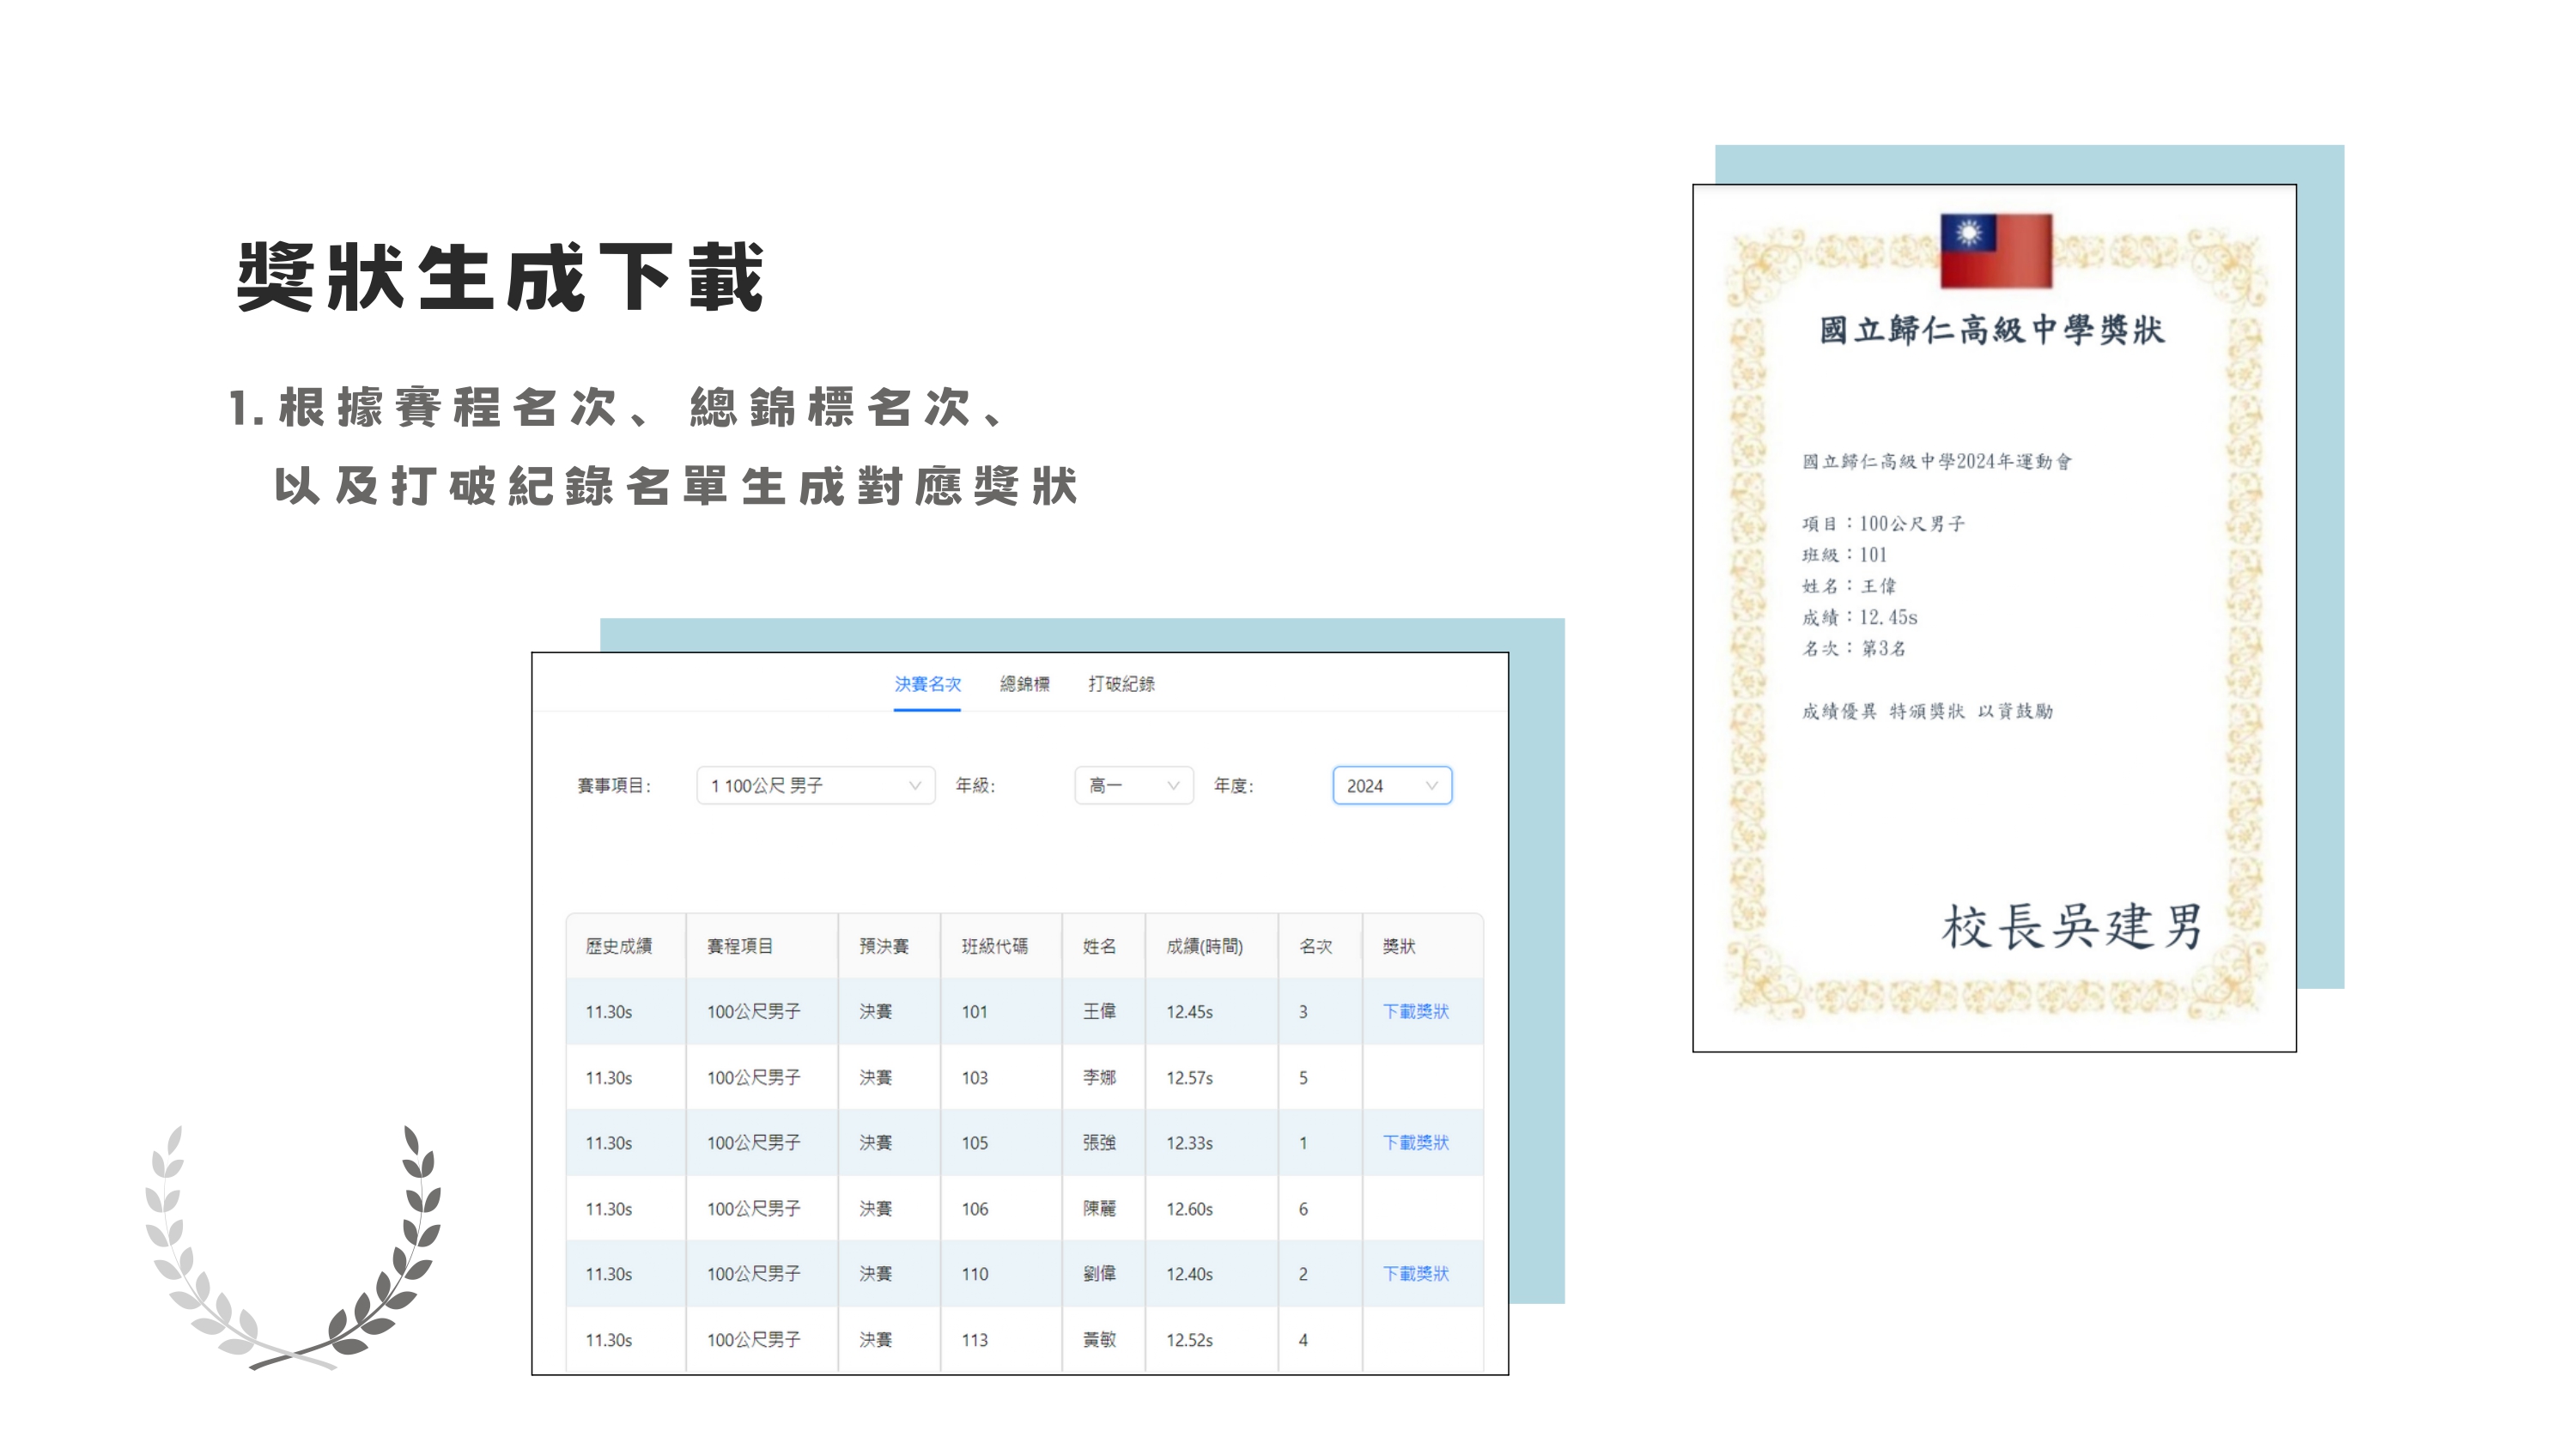 獎狀生成下載
1. 根據賽程名次、總錦標名次、
以及打破紀錄名單生成對應獎狀
決賽名次 總錦標 打破紀錄
賽事項目: 1 100公尺 男子 年級: 高一 年度: 2024
歷史成績 賽程項目 預決賽 班級代碼 姓名 成績(時間) 名次 獎狀
11.30s 100公尺男子 決賽 101 王偉 12.45s 3 下載獎狀
11.30s 100公尺男子 決賽 103 李娜 12.57s 5
11.30s 100公尺男子 決賽 105 張強 12.33s 1 下載獎狀
11.30s 100公尺男子 決賽 106 陳麗 12.60s 6
11.30s 100公尺男子 決賽 110 劉偉 12.40s 2 下載獎狀
11.30s 100公尺男子 決賽 113 黃敏 12.52s 4
國立歸仁高級中學獎狀
國立歸仁高級中學2024年運動會
項目：100公尺男子
班級：101
姓名：王偉
成績：12.45s
名次：第3名
成績優異 特頒獎狀 以資鼓勵
校長吳建男